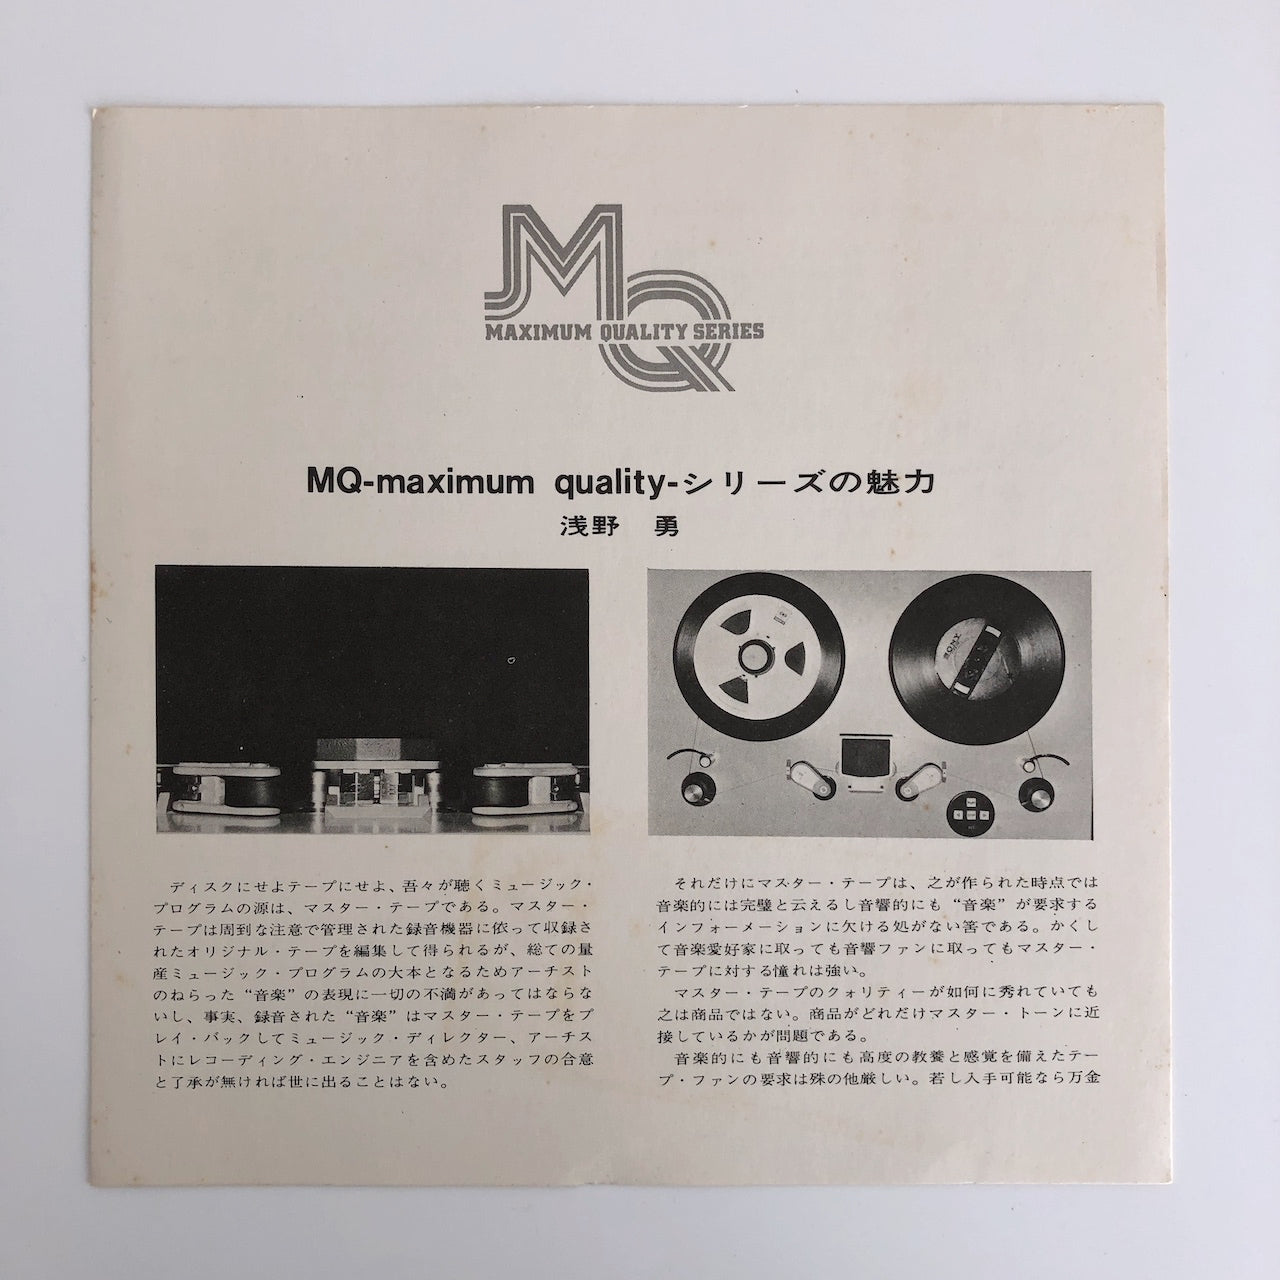 MQ
MAXIMUM QUALITY SERIES
MQ-maximum quality-シリーズの魅力
浅野 勇
SONY
ディスクにせよテープにせよ、吾々が聴くミュージック・
プログラムの源は、マスター・テープである。マスター・
テープは周到な注意で管理された録音機器に依って収録さ
れたオリジナル・テープを編集して得られるが、総ての量
産ミュージック・プログラムの大本となるためアーチスト
のねらった“音楽”の表現に一切の不満があってはならな
いし、事実、録音された“音楽”はマスター・テープをプ
レイ・バックしてミュージック・ディレクター、アーチス
トにレコーディング・エンジニアを含めたスタッフの合意
と了承が無ければ世に出ることはない。
それだけにマスター・テープは、之が作られた時点では
音楽的には完璧と云えるし音響的にも“音楽”が要求する
インフォーメーションに欠ける処がない筈である。かくし
て音楽愛好家に取っても音響ファンに取ってもマスター・
テープに対する憧れは強い。
マスター・テープのクォリティーが如何に秀れていても
之は商品ではない。商品がどれだけマスター・トーンに近
接しているかが問題である。
音楽的にも音響的にも高度の教養と感覚を備えたテー
プ・ファンの要求は殊の他厳しい。若し入手可能なら万金